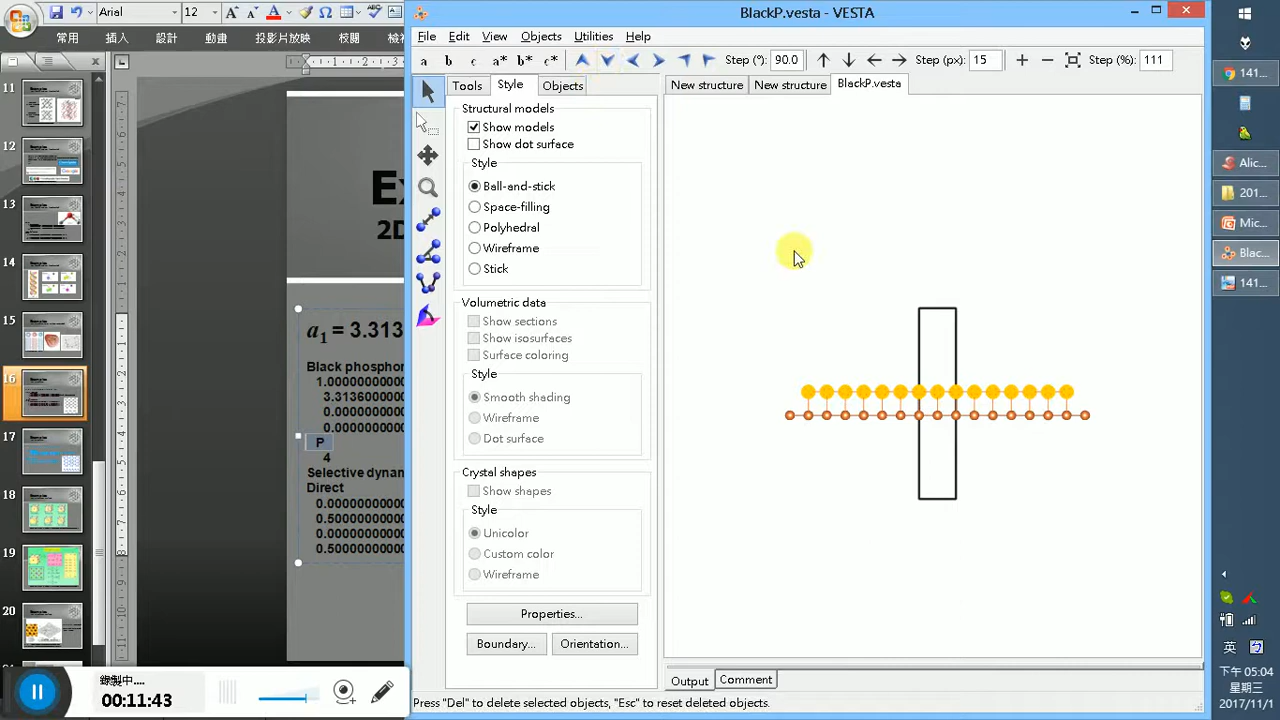 Arial 12 A A A Ω
BlackP.vesta - VESTA
常用 插入 設計 動畫 投影片放映 校閱
File Edit View Objects Utilities Help
a b c a* b* c* Step (°): 90.0 Step (px): 15 Step (%): 111
Tools Style Objects
New structure New structure BlackP.vesta
Structural models
Show models
Show dot surface
Style
Ball-and-stick
Space-filling
Polyhedral
Wireframe
Stick
Volumetric data
Show sections
Show isosurfaces
Surface coloring
Style
Smooth shading
Wireframe
Dot surface
Crystal shapes
Show shapes
Style
Unicolor
Custom color
Wireframe
Properties...
Boundary... Orientation...
Output Comment
Press "Del" to delete selected objects, "Esc" to reset deleted objects.
11
12
13
14
15
16
17
18
19
20
Ex
2D
a1 = 3.313
Black phosphor
1.0000000000
3.3136000000
0.0000000000
0.0000000000
P
4
Selective dynam
Direct
0.0000000000
0.5000000000
0.0000000000
0.5000000000
錄製中...
00:11:43
141...
Alic...
201...
Mic...
Blac...
141...
英
下午 05:04
星期三
2017/11/1